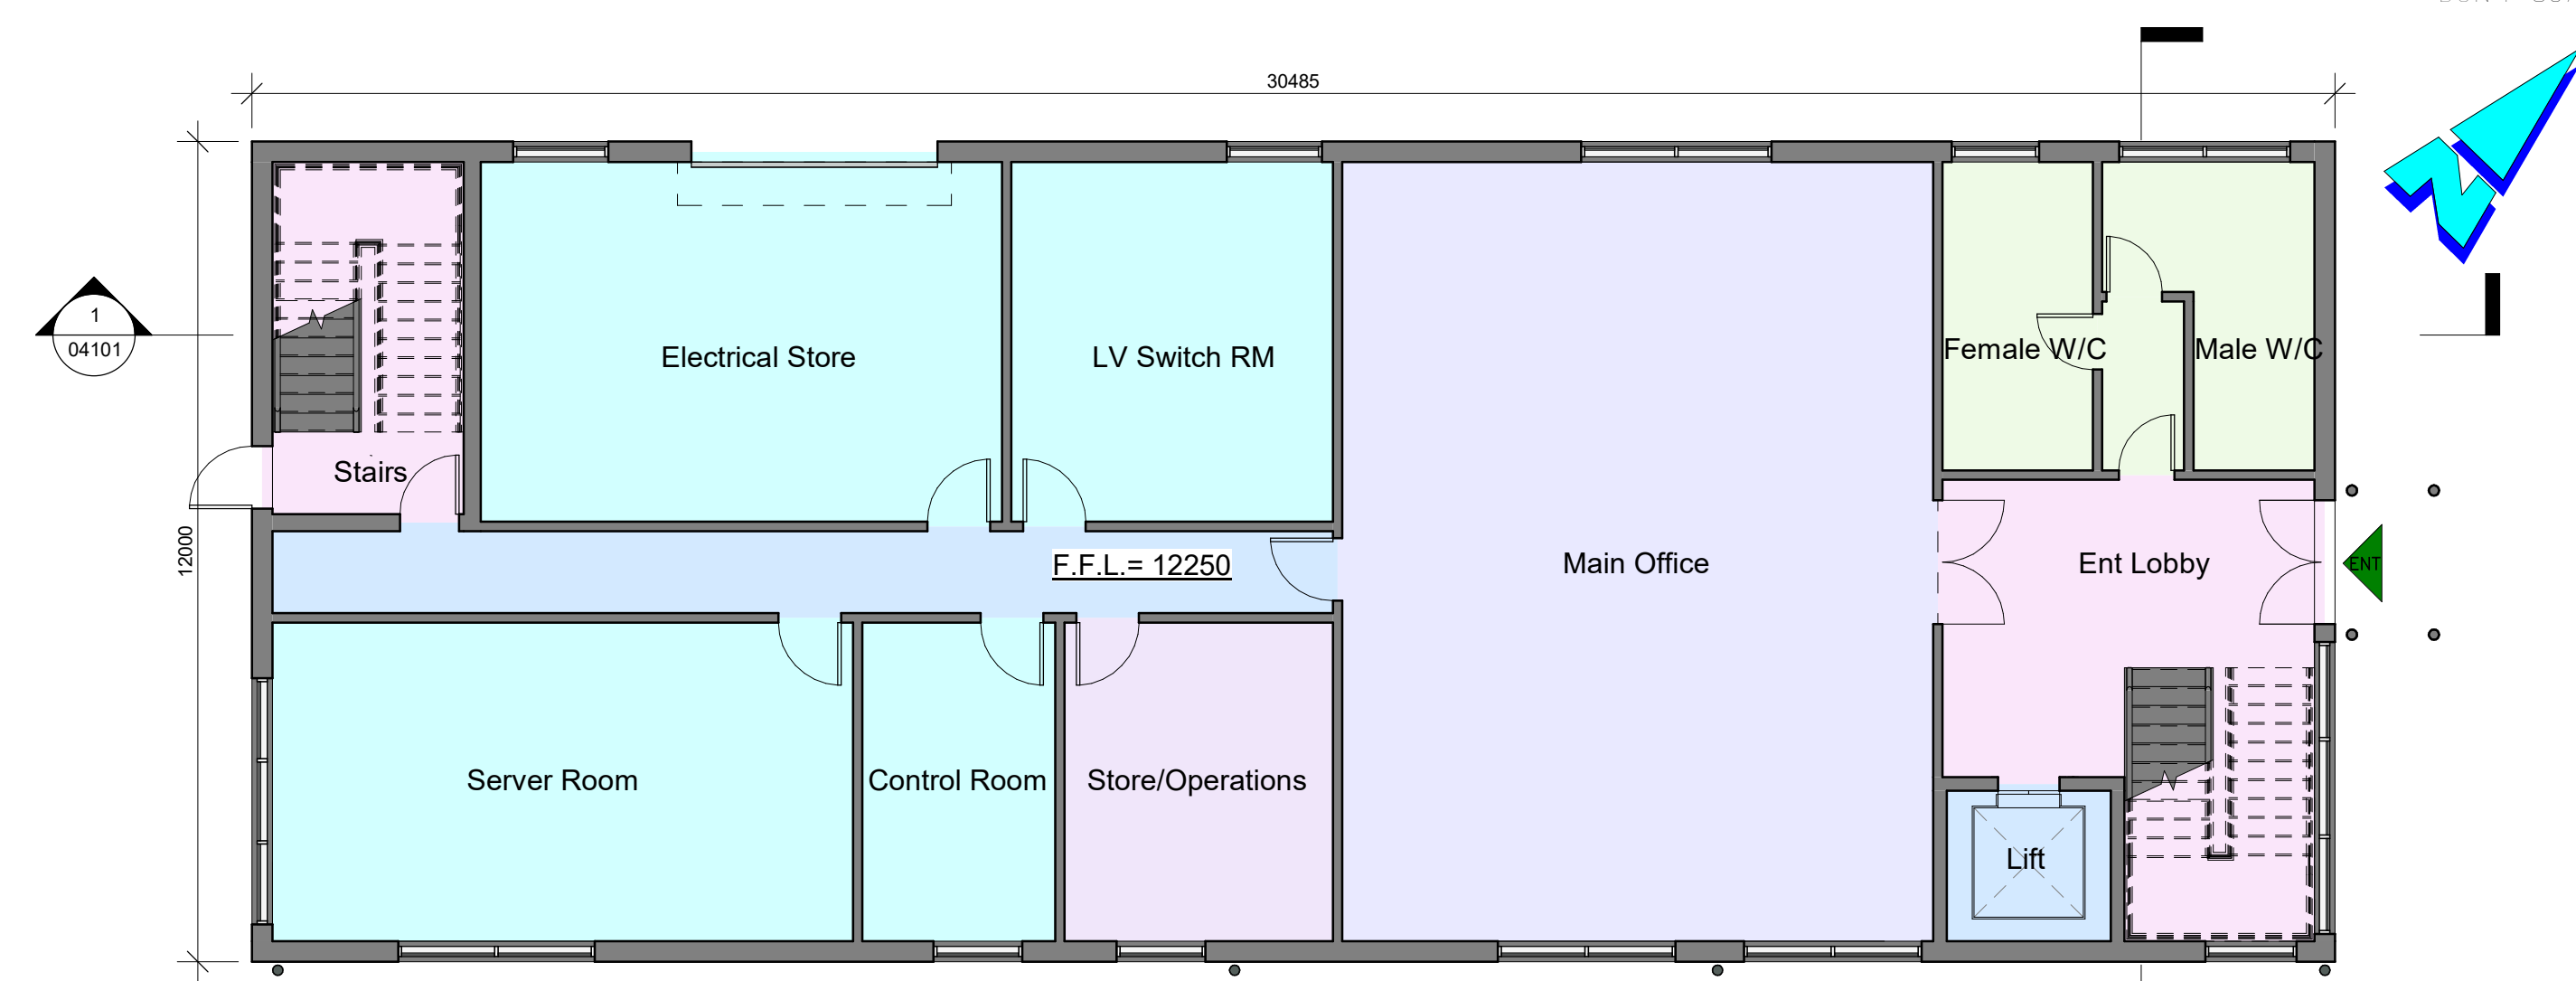 30485
1
04101
12000
Electrical Store
LV Switch RM
Female W/C
Male W/C
Stairs
F.F.L.= 12250
Main Office
Ent Lobby
ENT
Server Room
Control Room
Store/Operations
Lift
N